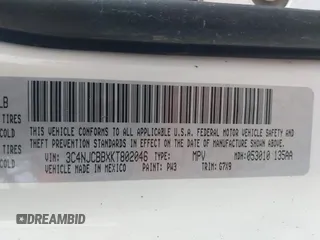 LB
TIRES
COLD
TIRES
COLD
THIS VEHICLE CONFORMS TO ALL APPLICABLE U.S.A. FEDERAL MOTOR VEHICLE SAFETY AND
THEFT PREVENTION STANDARDS IN EFFECT ON THE DATE OF MANUFACTURE SHOWN ABOVE.
VIN: 3C4NJCBBXKT802046 TYPE: MPV MDH: 053010 135AA
VEHICLE MADE IN MEXICO PAINT: PW3 TRIM: G7X9
DREAMBID